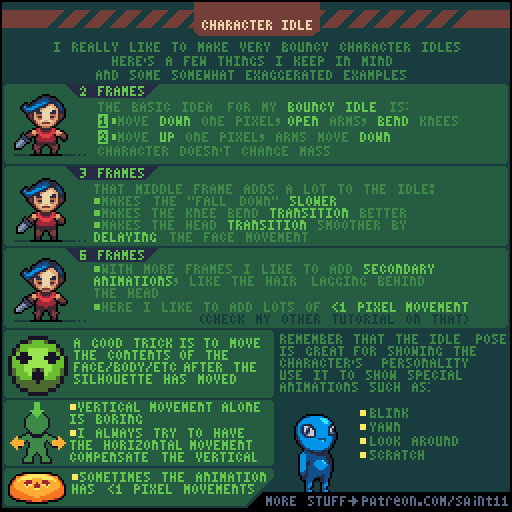 CHARACTER IDLE
I REALLY LIKE TO MAKE VERY BOUNCY CHARACTER IDLES
HERE'S A FEW THINGS I KEEP IN MIND
AND SOME SOMEWHAT EXAGGERATED EXAMPLES
2 FRAMES
THE BASIC IDEA FOR MY BOUNCY IDLE IS:
1 ▪MOVE DOWN ONE PIXEL, OPEN ARMS, BEND KNEES
2 ▪MOVE UP ONE PIXEL, ARMS MOVE DOWN
CHARACTER DOESN'T CHANGE MASS
3 FRAMES
THAT MIDDLE FRAME ADDS A LOT TO THE IDLE:
▪MAKES THE "FALL DOWN" SLOWER
▪MAKES THE KNEE BEND TRANSITION BETTER
▪MAKES THE HEAD TRANSITION SMOOTHER BY
DELAYING THE FACE MOVEMENT
6 FRAMES
▪WITH MORE FRAMES I LIKE TO ADD SECONDARY
ANIMATIONS, LIKE THE HAIR LAGGING BEHIND
THE HEAD
▪HERE I LIKE TO ADD LOTS OF <1 PIXEL MOVEMENT
(CHECK MY OTHER TUTORIAL ON THAT)
A GOOD TRICK IS TO MOVE
THE CONTENTS OF THE
FACE/BODY/ETC AFTER THE
SILHOUETTE HAS MOVED
▪VERTICAL MOVEMENT ALONE
IS BORING
▪I ALWAYS TRY TO HAVE
THE HORIZONTAL MOVEMENT
COMPENSATE THE VERTICAL
▪SOMETIMES THE ANIMATION
HAS <1 PIXEL MOVEMENTS
REMEMBER THAT THE IDLE POSE
IS GREAT FOR SHOWING THE
CHARACTER'S PERSONALITY
USE IT TO SHOW SPECIAL
ANIMATIONS SUCH AS:
▪BLINK
▪YAWN
▪LOOK AROUND
▪SCRATCH
MORE STUFF→PATREON.COM/SAINT11